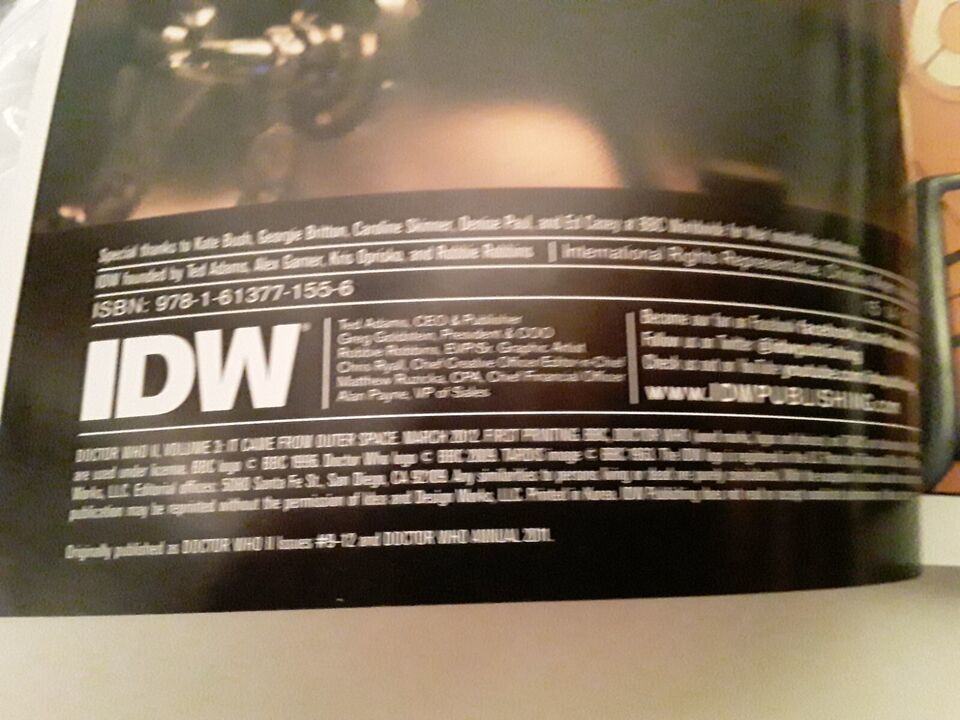 Special thanks to Kate Bush, Georgie Britton, Caroline Skinner, Denise Paul, and Ed Casey at BBC Worldwide for their
IDW founded by Ted Adams, Alex Garner, Kris Oprisko, and Robbie Robbins | International Rights Representative,
ISBN: 978-1-61377-155-6
15
IDW®
Ted Adams, CEO & Publisher
Greg Goldstein, President & COO
Robbie Robbins, EVP/Sr. Graphic Artist
Chris Ryall, Chief Creative Officer/Editor-in-Chief
Matthew Ruzicka, CPA, Chief Financial Officer
Alan Payne, VP of Sales
Become our fan on Facebook
Follow us on Twitter
Check us out on YouTube
www.IDWPUBLISHING.com
DOCTOR WHO II, VOLUME 3: IT CAME FROM OUTER SPACE. MARCH 2012. FIRST PRINTING. BBC, DOCTOR WHO
are used under license. BBC logo © BBC 1996. Doctor Who logo © BBC 2009. TARDIS image © BBC 1963. The IDW logo is
Works, LLC. Editorial offices: 5080 Santa Fe St., San Diego, CA 92109. Any similarities to persons living or dead are purely coincidental.
publication may be reprinted without the permission of Idea and Design Works, LLC. Printed in Korea. IDW Publishing does not
Originally published as DOCTOR WHO II Issues #9-12 and DOCTOR WHO ANNUAL 2011.